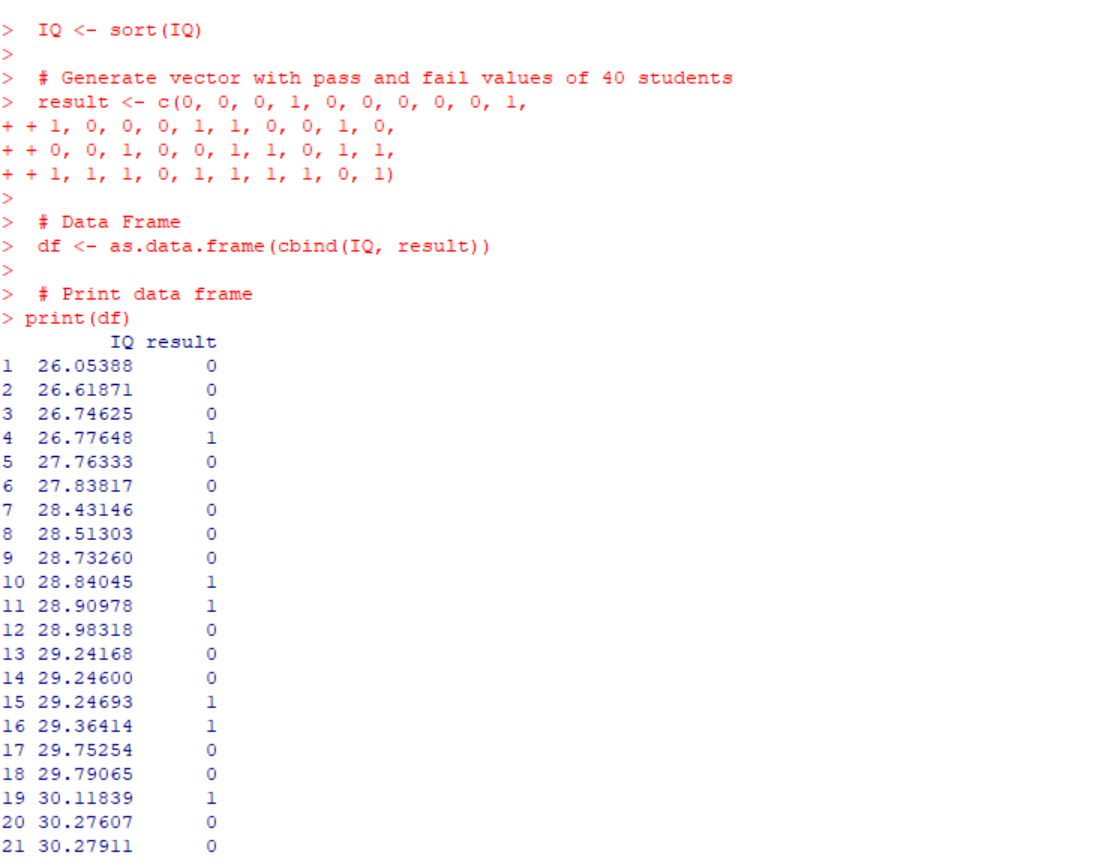 >  IQ <- sort(IQ)
>
>  # Generate vector with pass and fail values of 40 students
>  result <- c(0, 0, 0, 1, 0, 0, 0, 0, 0, 1,
+ + 1, 0, 0, 0, 1, 1, 0, 0, 1, 0,
+ + 0, 0, 1, 0, 0, 1, 1, 0, 1, 1,
+ + 1, 1, 1, 0, 1, 1, 1, 1, 0, 1)
>
>  # Data Frame
>  df <- as.data.frame(cbind(IQ, result))
>
>  # Print data frame
> print(df)
         IQ result
1  26.05388      0
2  26.61871      0
3  26.74625      0
4  26.77648      1
5  27.76333      0
6  27.83817      0
7  28.43146      0
8  28.51303      0
9  28.73260      0
10 28.84045      1
11 28.90978      1
12 28.98318      0
13 29.24168      0
14 29.24600      0
15 29.24693      1
16 29.36414      1
17 29.75254      0
18 29.79065      0
19 30.11839      1
20 30.27607      0
21 30.27911      0